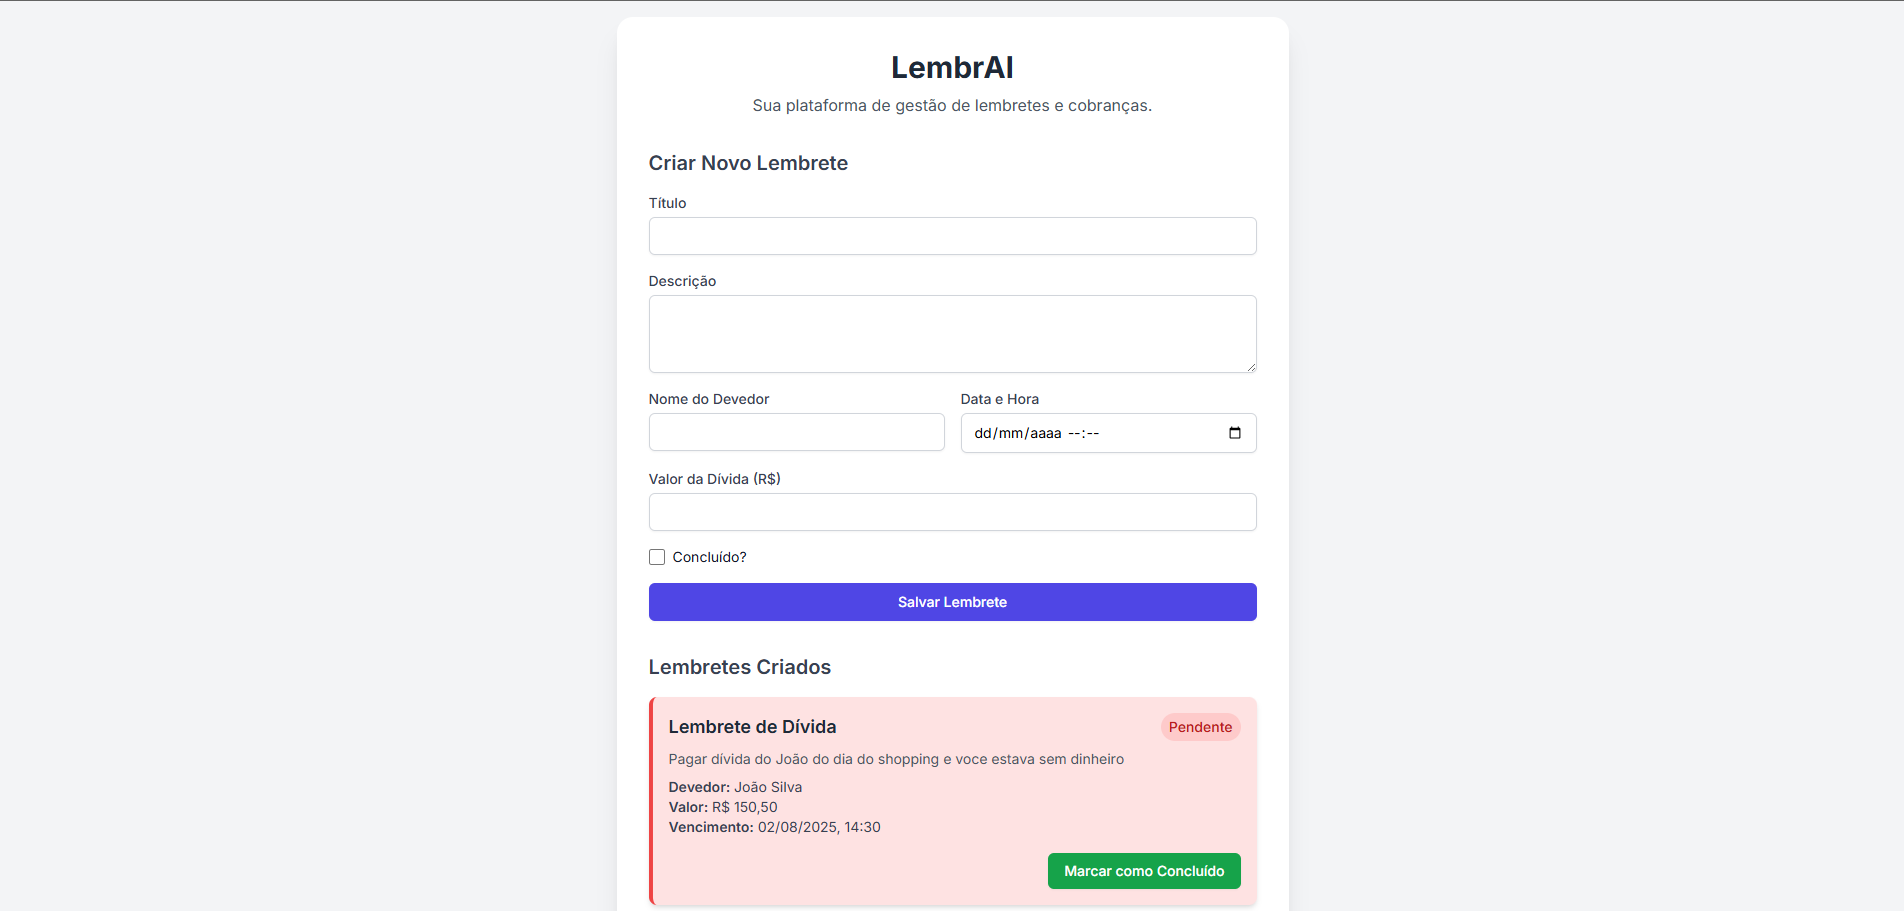 LembrAI
Sua plataforma de gestão de lembretes e cobranças.
Criar Novo Lembrete
Título
Descrição
Nome do Devedor
Data e Hora
dd/mm/aaaa --:--
Valor da Dívida (R$)
Concluído?
Salvar Lembrete
Lembretes Criados
Lembrete de Dívida
Pendente
Pagar dívida do João do dia do shopping e voce estava sem dinheiro
Devedor: João Silva
Valor: R$ 150,50
Vencimento: 02/08/2025, 14:30
Marcar como Concluído